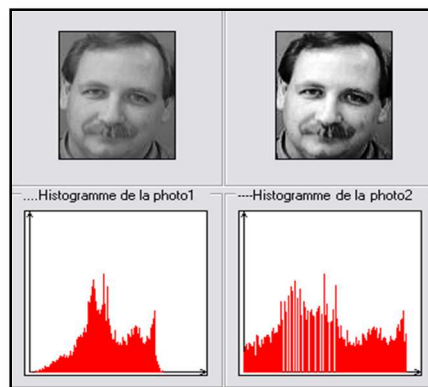 ....Histogramme de la photo1
----Histogramme de la photo2